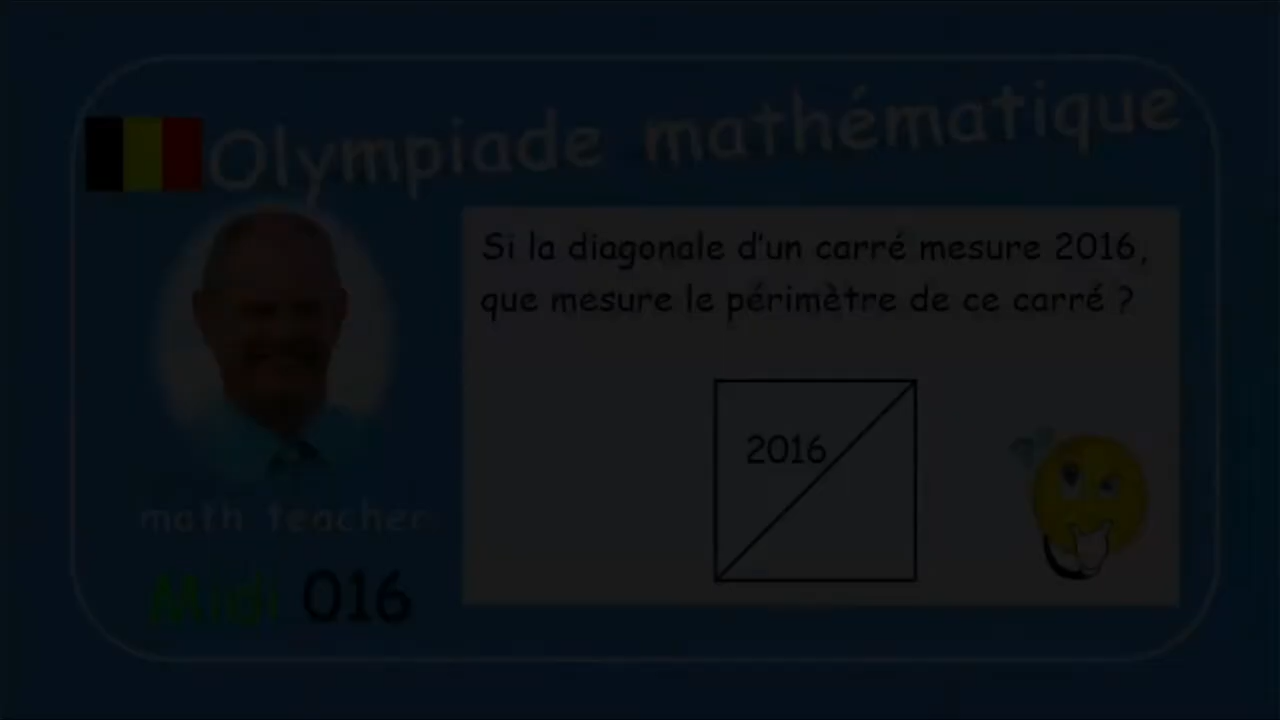 Olympiade mathématique
Si la diagonale d'un carré mesure 2016,
que mesure le périmètre de ce carré ?
2016
math teacher
Midi 016